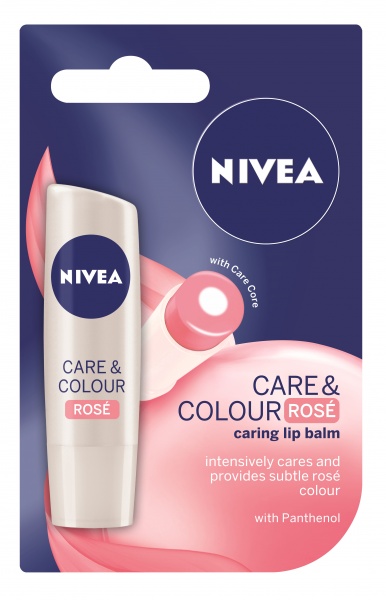 NIVEA
with Care Core
NIVEA
CARE &
COLOUR
ROSÉ
CARE &
COLOUR ROSÉ
caring lip balm
intensively cares and
provides subtle rosé
colour
with Panthenol